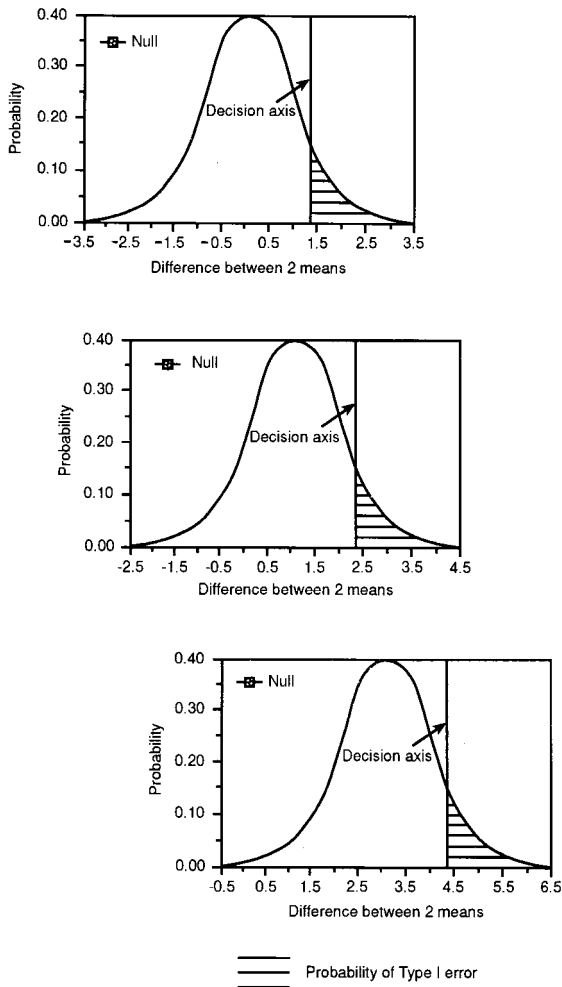 0.40
Null
0.30
Decision axis
0.20
0.10
0.00
Probability
-3.5 -2.5 -1.5 -0.5 0.5 1.5 2.5 3.5
Difference between 2 means
0.40
Null
0.30
Decision axis
0.20
0.10
0.00
Probability
-2.5 -1.5 -0.5 0.5 1.5 2.5 3.5 4.5
Difference between 2 means
0.40
Null
0.30
Decision axis
0.20
0.10
0.00
Probability
-0.5 0.5 1.5 2.5 3.5 4.5 5.5 6.5
Difference between 2 means
Probability of Type I error